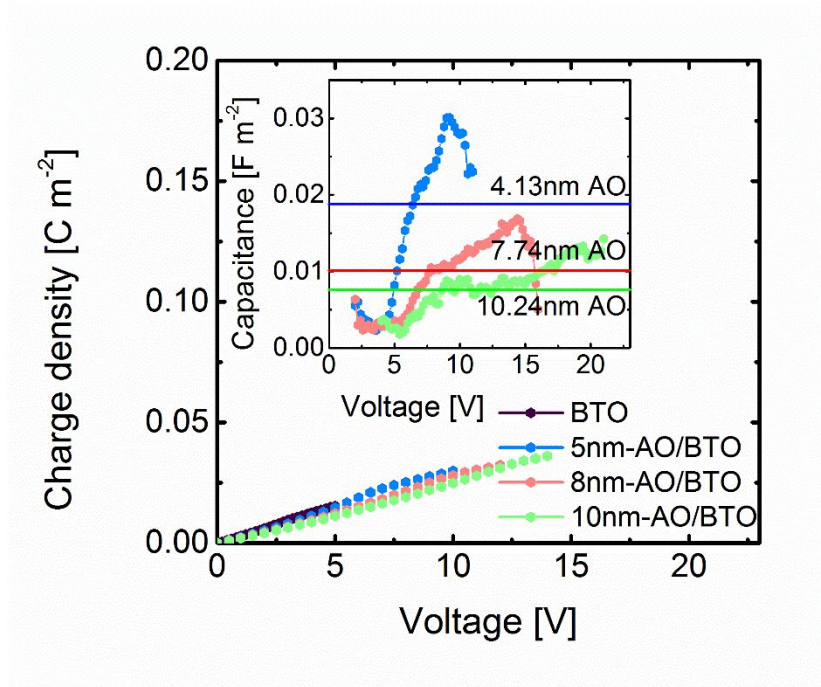 0.20
0.15
0.10
0.05
0.00
Charge density [C m-2]
0 5 10 15 20
Voltage [V]
0.03
0.02
0.01
0.00
Capacitance [F m-2]
0 5 10 15 20
Voltage [V]
4.13nm AO
7.74nm AO
10.24nm AO
BTO
5nm-AO/BTO
8nm-AO/BTO
10nm-AO/BTO